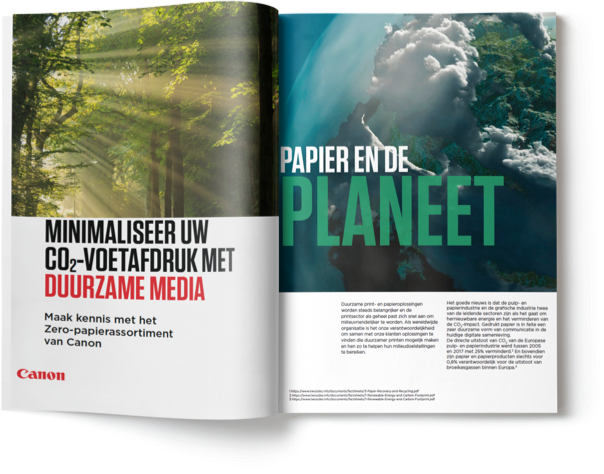 MINIMALISEER UW
CO₂-VOETAFDRUK MET
DUURZAME MEDIA
Maak kennis met het
Zero-papierassortiment
van Canon
Canon
PAPIER EN DE
PLANEET
Duurzame print- en papieroplossingen
worden steeds belangrijker en de
printsector als geheel past zich snel aan om
milieuvriendelijker te worden. Als wereldwijde
organisatie is het onze verantwoordelijkheid
om samen met onze klanten oplossingen te
vinden die duurzamer printen mogelijk maken
en hen zo te helpen hun milieudoelstellingen
te bereiken.
Het goede nieuws is dat de pulp- en
papierindustrie en de grafische industrie twee
van de leidende sectoren zijn als het gaat om
hernieuwbare energie en het verminderen van
de CO₂-impact. Gedrukt papier is in feite een
zeer duurzame vorm van communicatie in de
huidige digitale samenleving.
De directe uitstoot van CO₂ van de Europese
pulp- en papierindustrie werd tussen 2005
en 2017 met 25% verminderd.² En bovendien
zijn papier en papierproducten slechts voor
0,8% verantwoordelijk voor de uitstoot van
broeikasgassen binnen Europa.³